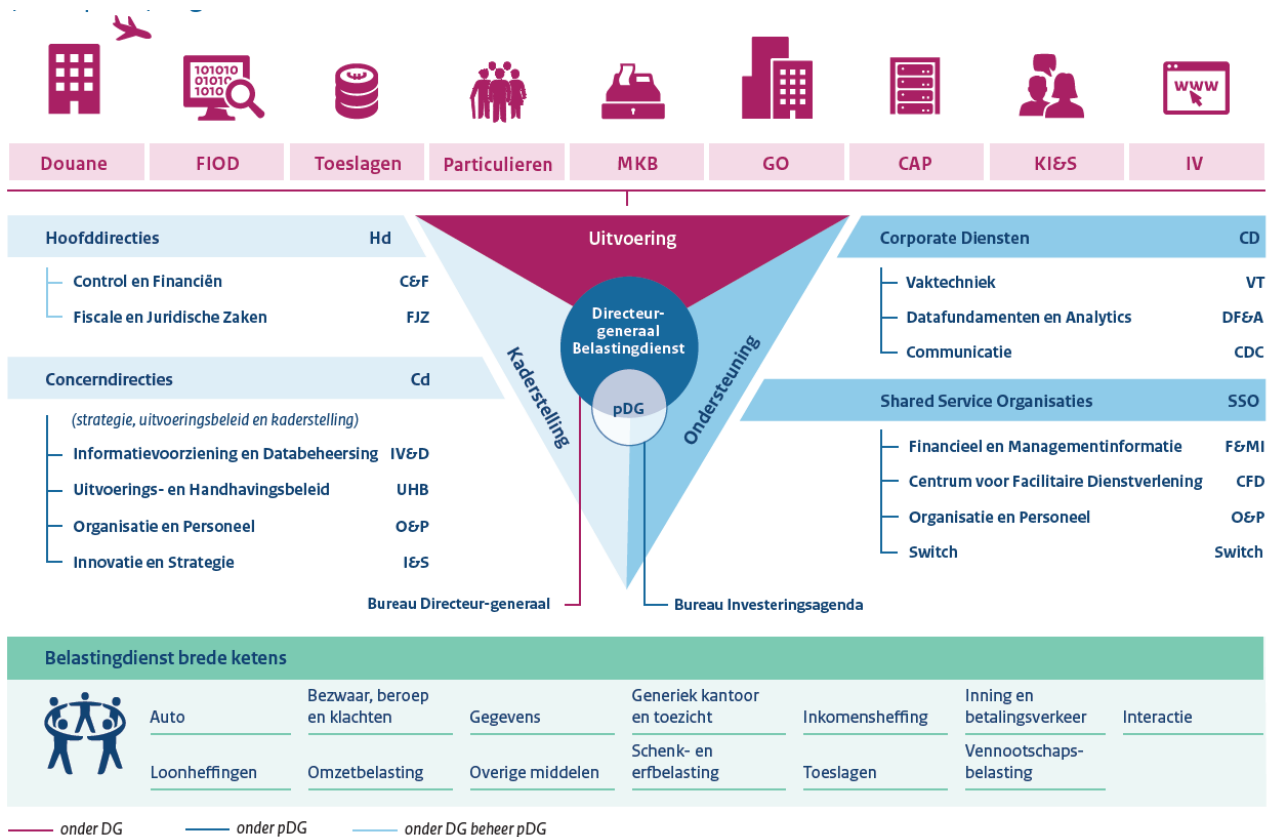 101010
01010
1010
www
Douane
FIOD
Toeslagen
Particulieren
MKB
GO
CAP
KI&S
IV
Hoofddirecties Hd
Control en Financiën C&F
Fiscale en Juridische Zaken FJZ
Concerndirecties Cd
(strategie, uitvoeringsbeleid en kaderstelling)
Informatievoorziening en Databeheersing IV&D
Uitvoerings- en Handhavingsbeleid UHB
Organisatie en Personeel O&P
Innovatie en Strategie I&S
Uitvoering
Directeur-
generaal
Belastingdienst
pDG
Kaderstelling
Ondersteuning
Bureau Directeur-generaal
Bureau Investeringsagenda
Corporate Diensten CD
Vaktechniek VT
Datafundamenten en Analytics DF&A
Communicatie CDC
Shared Service Organisaties SSO
Financieel en Managementinformatie F&MI
Centrum voor Facilitaire Dienstverlening CFD
Organisatie en Personeel O&P
Switch Switch
Belastingdienst brede ketens
Auto
Bezwaar, beroep
en klachten
Gegevens
Generiek kantoor
en toezicht
Inkomensheffing
Inning en
betalingsverkeer
Interactie
Loonheffingen
Omzetbelasting
Overige middelen
Schenk- en
erfbelasting
Toeslagen
Vennootschaps-
belasting
onder DG
onder pDG
onder DG beheer pDG